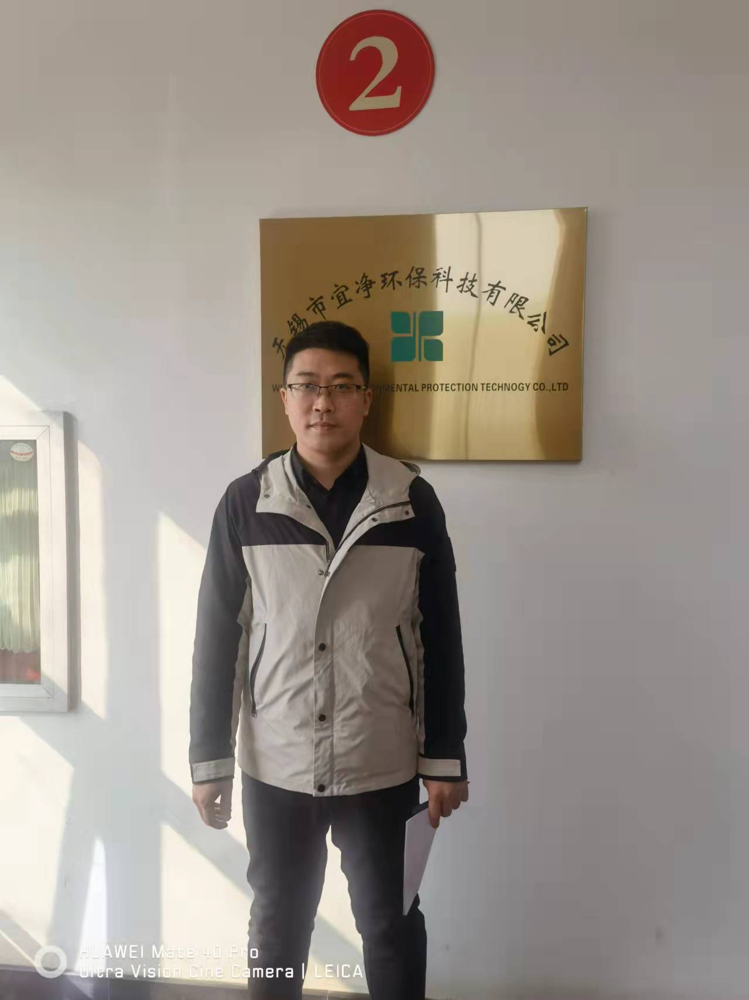 2
无锡市宜净环保科技有限公司
ONMENTAL PROTECTION TECHNOGY CO.,LTD
HUAWEI Mate 40 Pro
Ultra Vision Cine Camera | LEICA